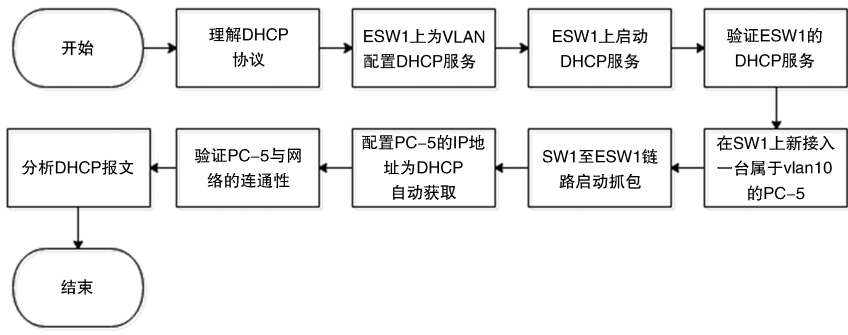 开始
理解DHCP
协议
ESW1上为VLAN
配置DHCP服务
ESW1上启动
DHCP服务
验证ESW1的
DHCP服务
在SW1上新接入
一台属于vlan10
的PC-5
SW1至ESW1链
路启动抓包
配置PC-5的IP地
址为DHCP
自动获取
验证PC-5与网
络的连通性
分析DHCP报文
结束